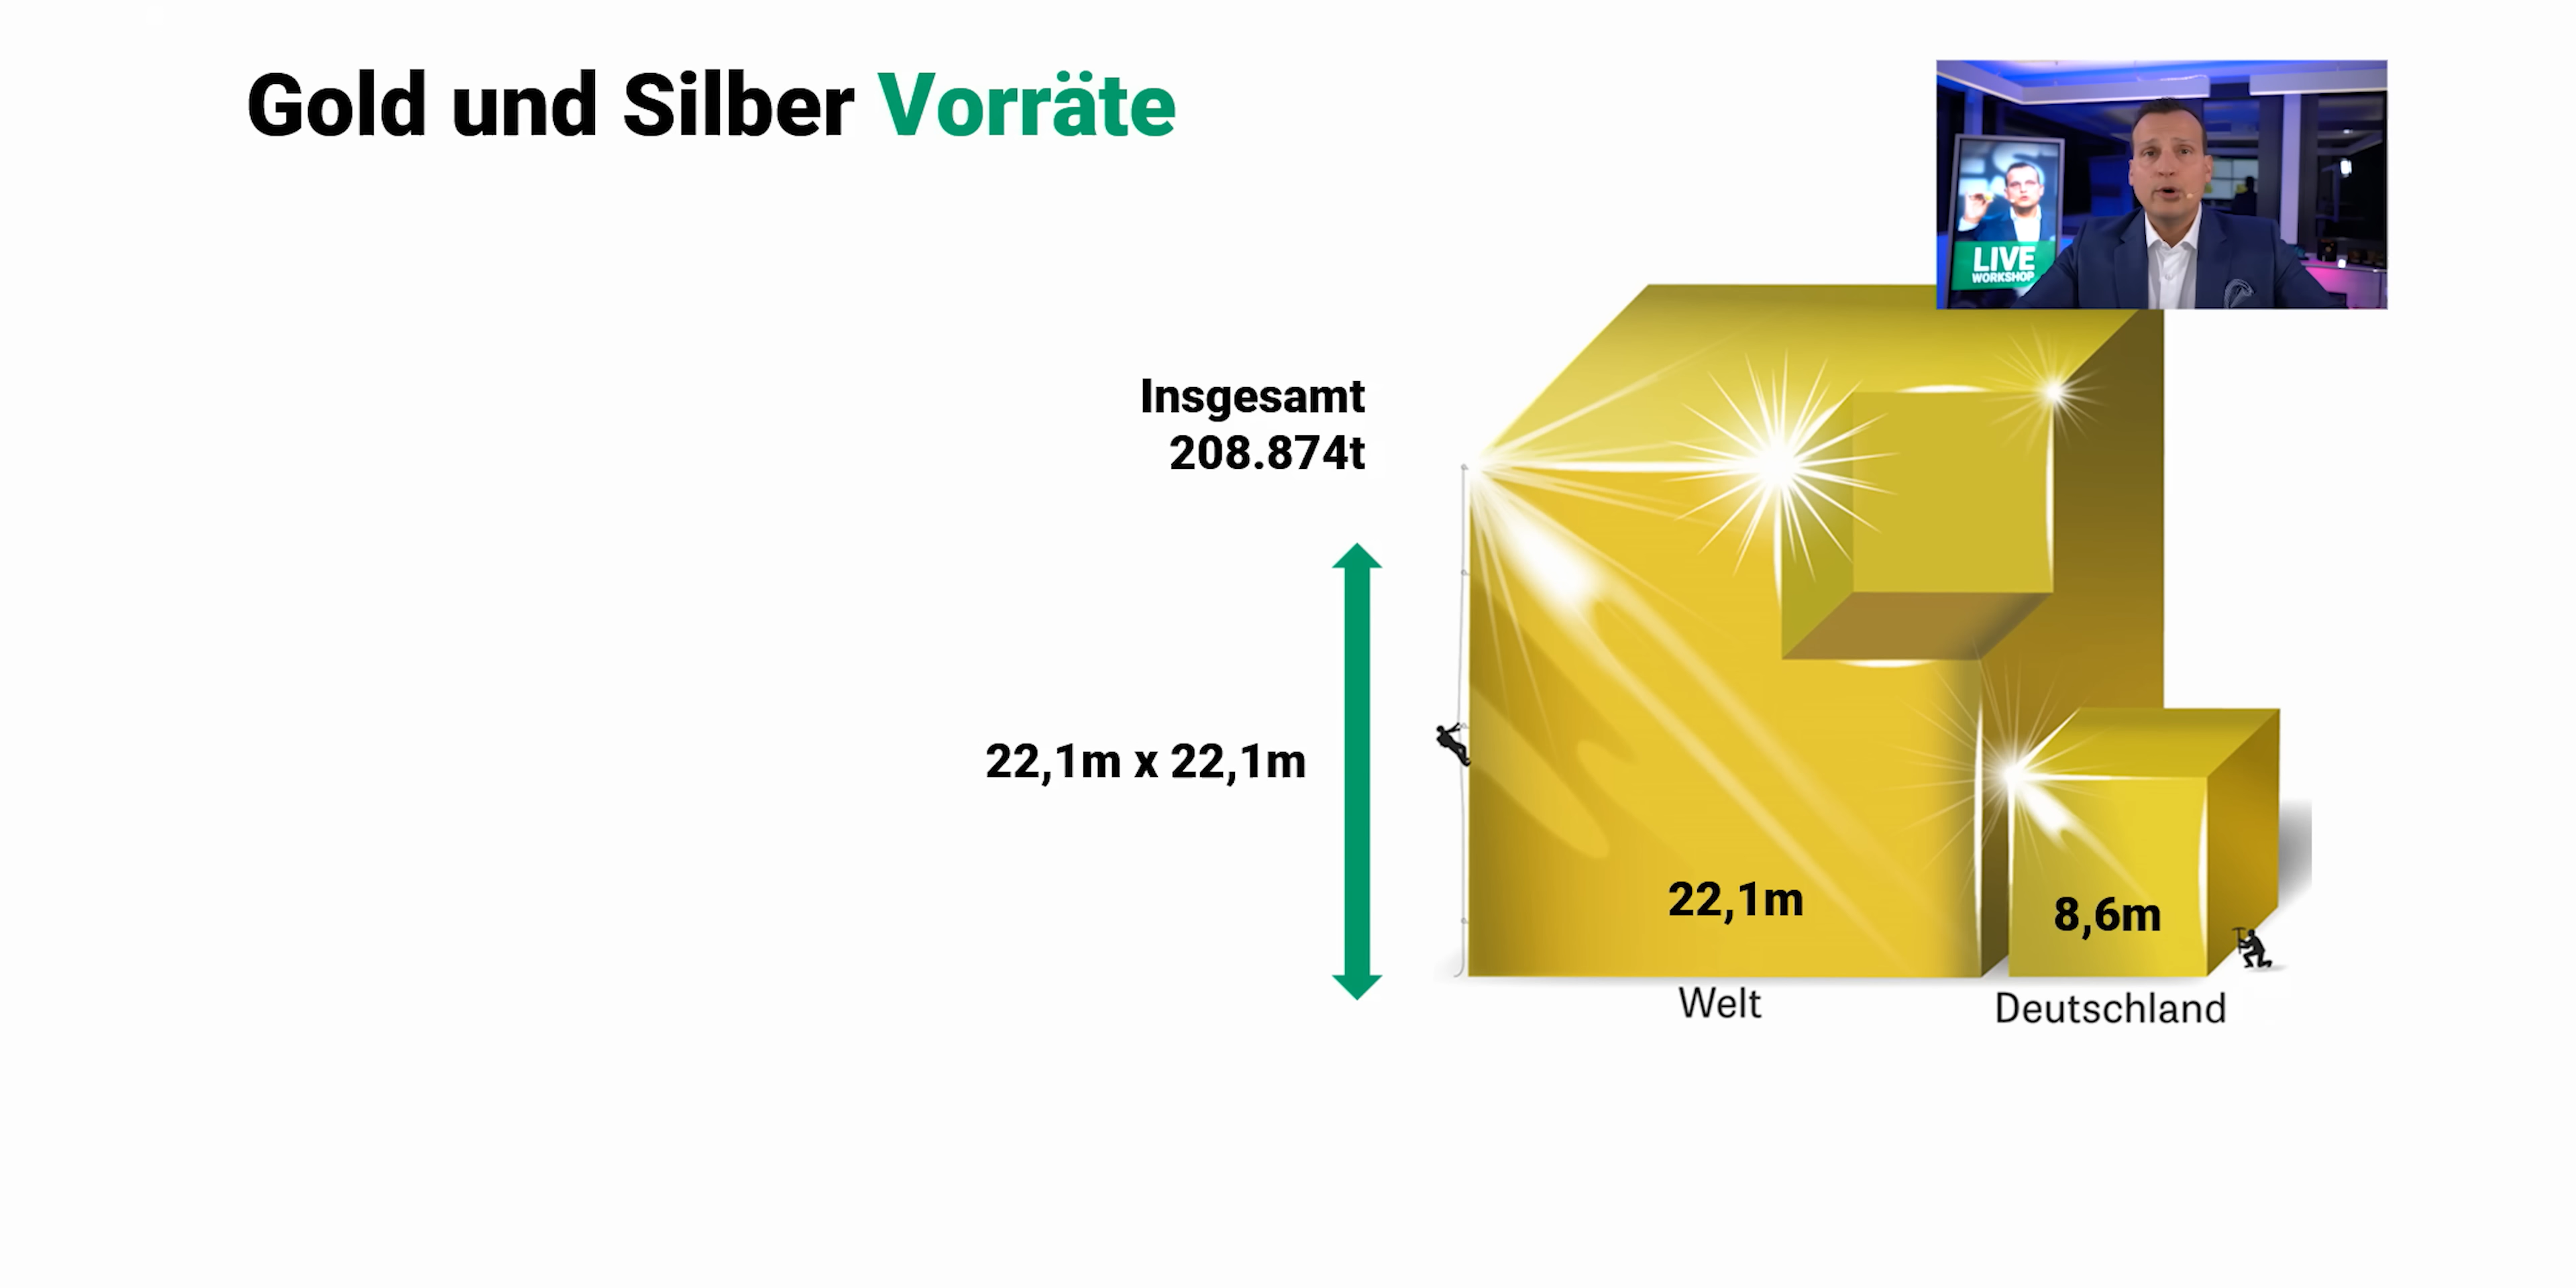 Gold und Silber Vorräte
LIVE
WORKSHOP
Insgesamt
208.874t
22,1m x 22,1m
22,1m
8,6m
Welt
Deutschland